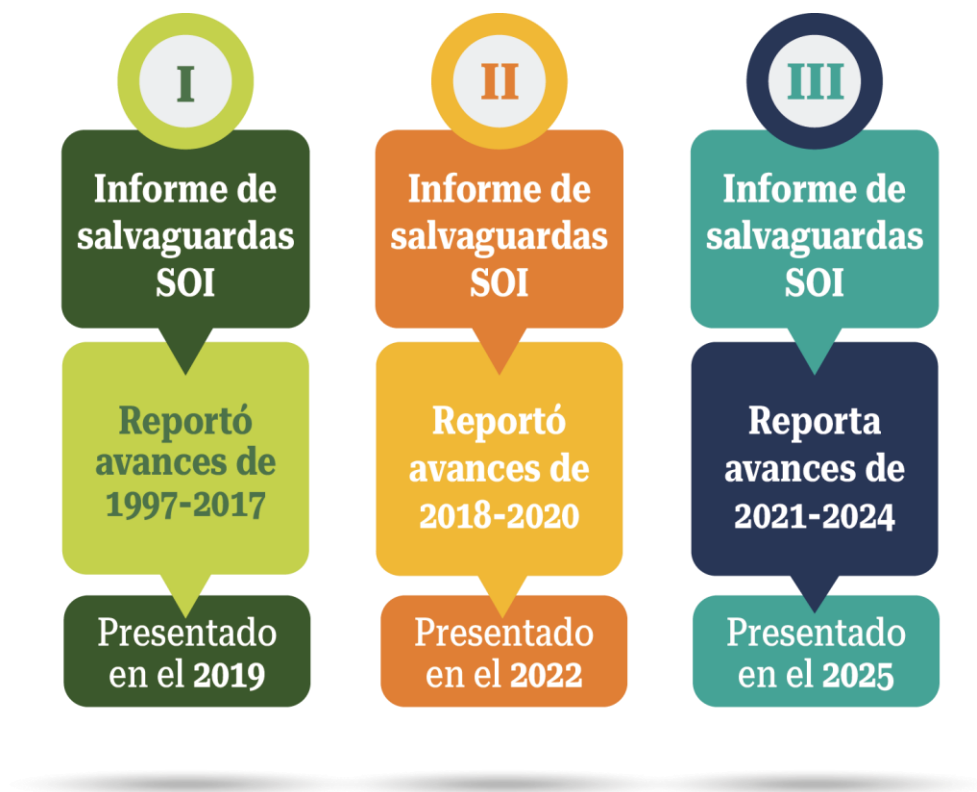 I
Informe de
salvaguardas
SOI
Reportó
avances de
1997-2017
Presentado
en el 2019
II
Informe de
salvaguardas
SOI
Reportó
avances de
2018-2020
Presentado
en el 2022
III
Informe de
salvaguardas
SOI
Reporta
avances de
2021-2024
Presentado
en el 2025